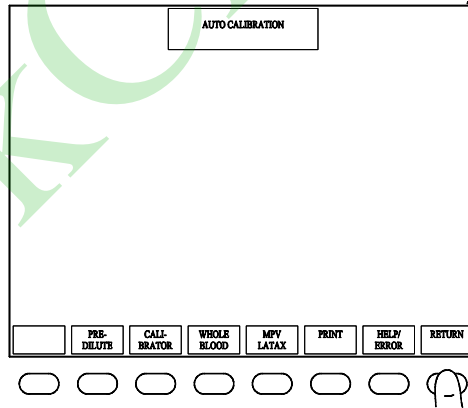 AUTO CALIBRATION
PRE-
DILUTE
CALI-
BRATOR
WHOLE
BLOOD
MPV
LATAX
PRINT
HELP/
ERROR
RETURN